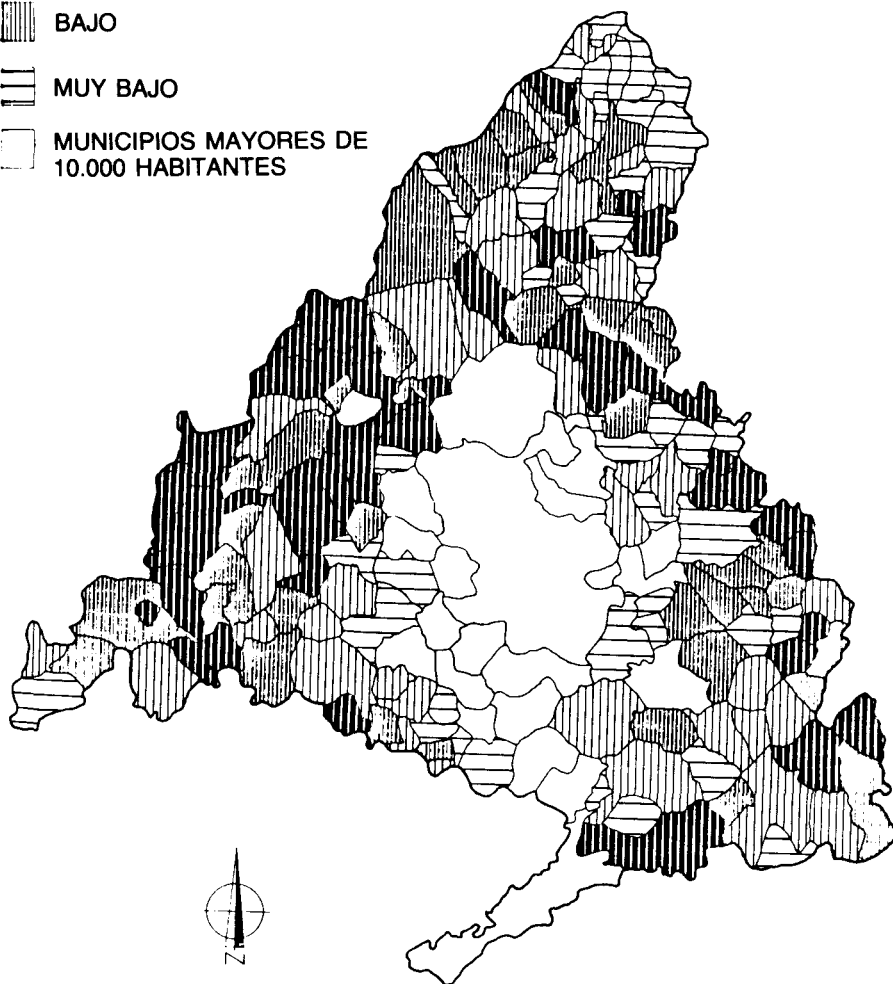 BAJO
MUY BAJO
MUNICIPIOS MAYORES DE
10.000 HABITANTES
N